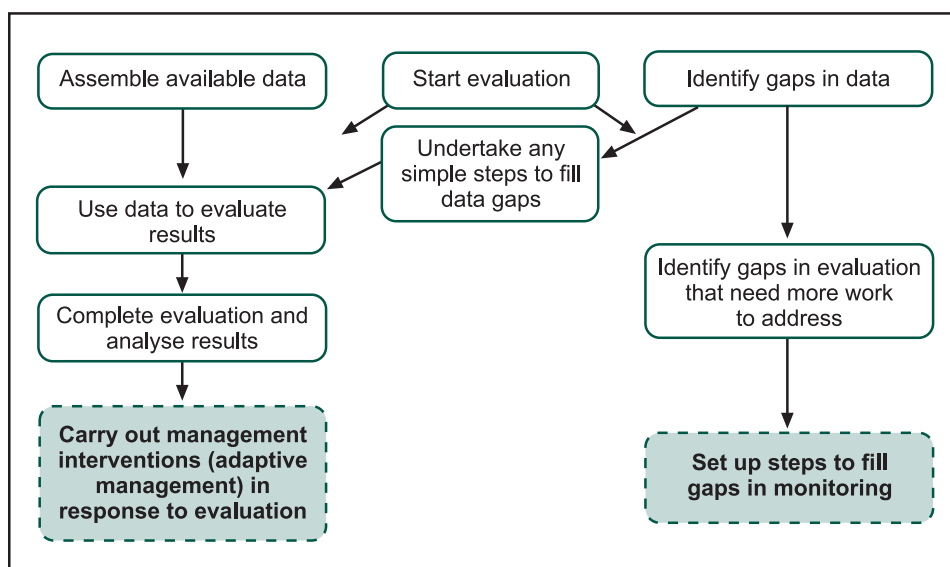 Assemble available data
Start evaluation
Identify gaps in data
Undertake any
simple steps to fill
data gaps
Use data to evaluate
results
Identify gaps in evaluation
that need more work
to address
Complete evaluation and
analyse results
Carry out management
interventions (adaptive
management) in
response to evaluation
Set up steps to fill
gaps in monitoring